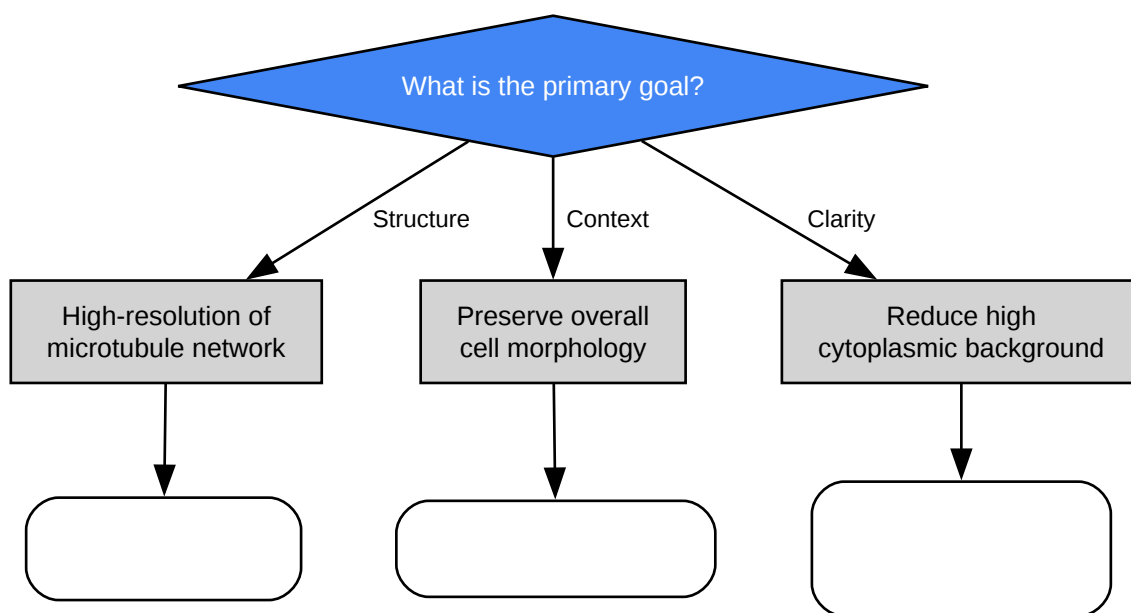 What is the primary goal?
Structure
Context
Clarity
High-resolution of
microtubule network
Preserve overall
cell morphology
Reduce high
cytoplasmic background